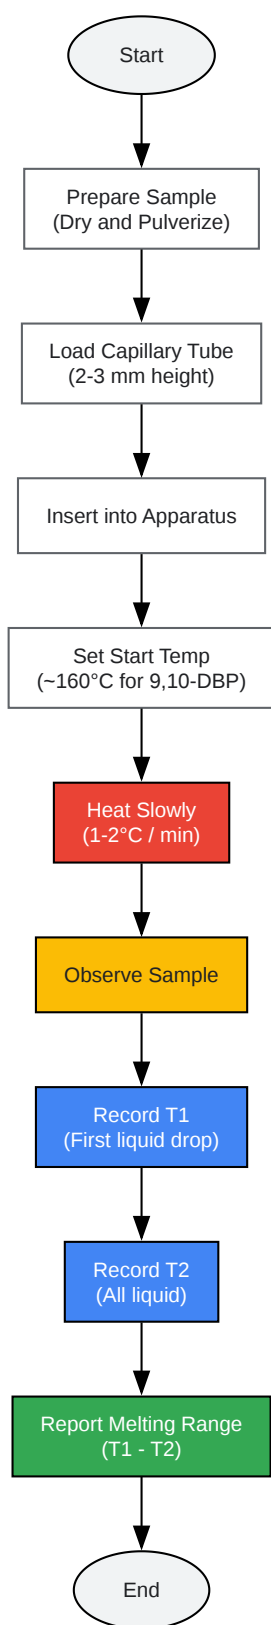 Start
Prepare Sample
(Dry and Pulverize)
Load Capillary Tube
(2-3 mm height)
Insert into Apparatus
Set Start Temp
(~160°C for 9,10-DBP)
Heat Slowly
(1-2°C / min)
Observe Sample
Record T1
(First liquid drop)
Record T2
(All liquid)
Report Melting Range
(T1 - T2)
End